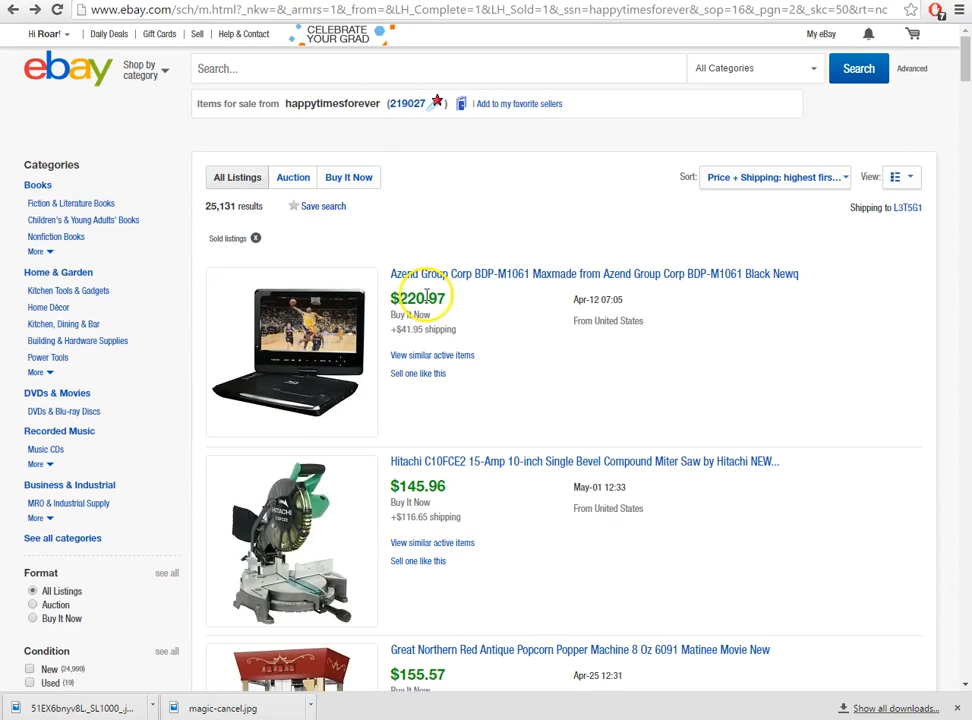 www.ebay.com/sch/m.html?_nkw=&_armrs=1&_from=&LH_Complete=1&LH_Sold=1&_ssn=happytimesforever&_sop=16&_pgn=2&_skc=50&rt=nc
7
Hi Roar!
Daily Deals
Gift Cards
Sell
Help & Contact
CELEBRATE
YOUR GRAD
My eBay
ebay
Shop by
category
Search...
All Categories
Search
Advanced
Items for sale from happytimesforever (219027 )
| Add to my favorite sellers
Categories
Books
Fiction & Literature Books
Children's & Young Adults' Books
Nonfiction Books
More
Home & Garden
Kitchen Tools & Gadgets
Home Décor
Kitchen, Dining & Bar
Building & Hardware Supplies
Power Tools
More
DVDs & Movies
DVDs & Blu-ray Discs
Recorded Music
Music CDs
More
Business & Industrial
MRO & Industrial Supply
More
See all categories
Format
see all
All Listings
Auction
Buy It Now
Condition
see all
New (24,999)
Used (19)
All Listings
Auction
Buy It Now
Sort:
Price + Shipping: highest firs...
View:
25,131 results
Save search
Shipping to L3T5G1
Sold listings
Azend Group Corp BDP-M1061 Maxmade from Azend Group Corp BDP-M1061 Black Newq
$220.97
Buy It Now
+$41.95 shipping
Apr-12 07:05
From United States
View similar active items
Sell one like this
Hitachi C10FCE2 15-Amp 10-inch Single Bevel Compound Miter Saw by Hitachi NEW...
$145.96
Buy It Now
+$116.65 shipping
May-01 12:33
From United States
View similar active items
Sell one like this
HITACHI
Great Northern Red Antique Popcorn Popper Machine 8 Oz 6091 Matinee Movie New
$155.57
Buy It Now
Apr-25 12:31
51EX6bnyv8L._SL1000_.j...
magic-cancel.jpg
Show all downloads...